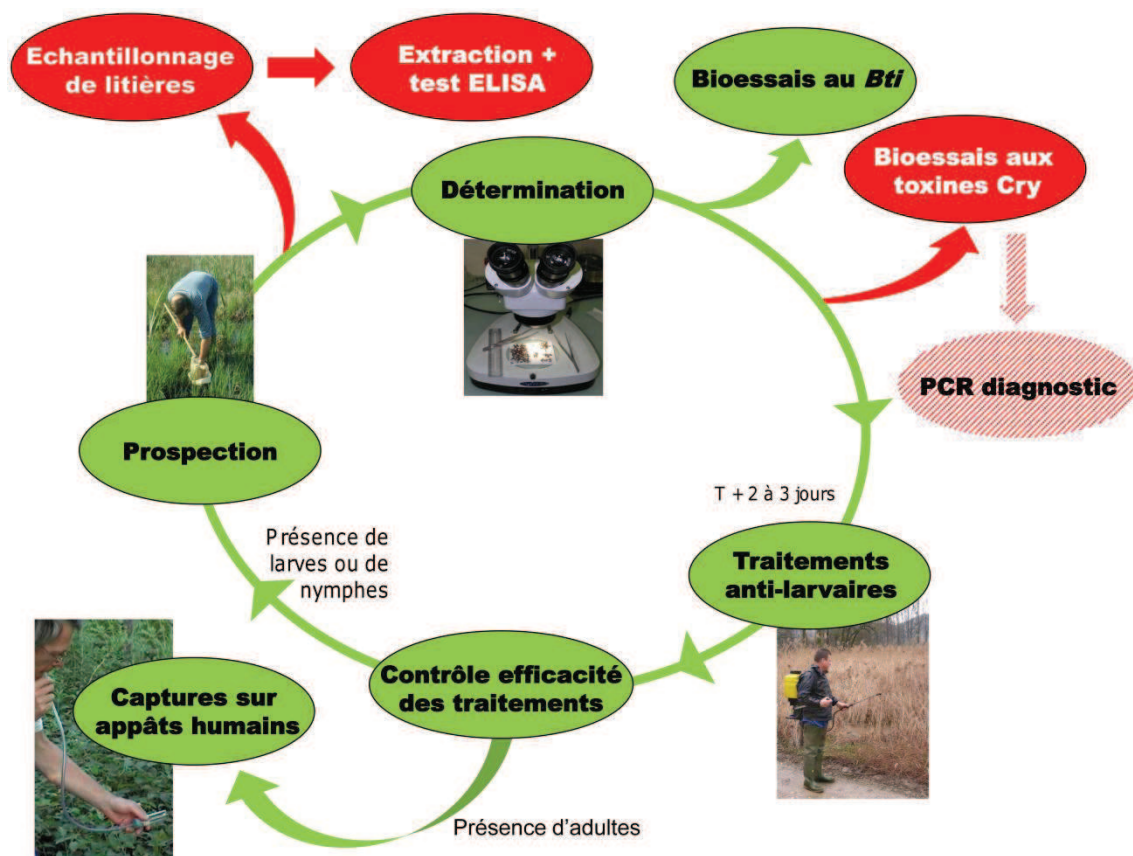 Echantillonnage
de litières
Extraction +
test ELISA
Bioessais au Bti
Bioessais aux
toxines Cry
Détermination
PCR diagnostic
Prospection
T + 2 à 3 jours
Présence de
larves ou de
nymphes
Traitements
anti-larvaires
Contrôle efficacité
des traitements
Captures sur
appâts humains
Présence d'adultes